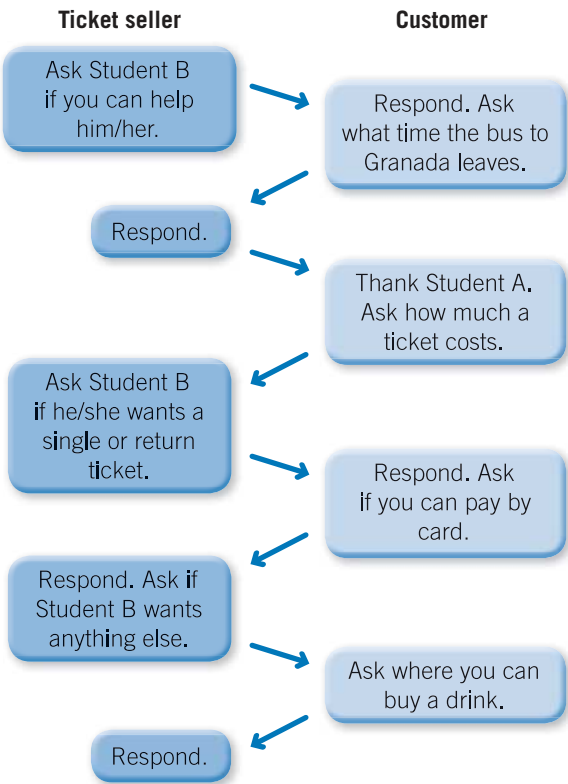 Ticket seller
Customer
Ask Student B
if you can help
him/her.
Respond. Ask
what time the bus to
Granada leaves.
Respond.
Thank Student A.
Ask how much a
ticket costs.
Ask Student B
if he/she wants a
single or return
ticket.
Respond. Ask
if you can pay by
card.
Respond. Ask if
Student B wants
anything else.
Ask where you can
buy a drink.
Respond.